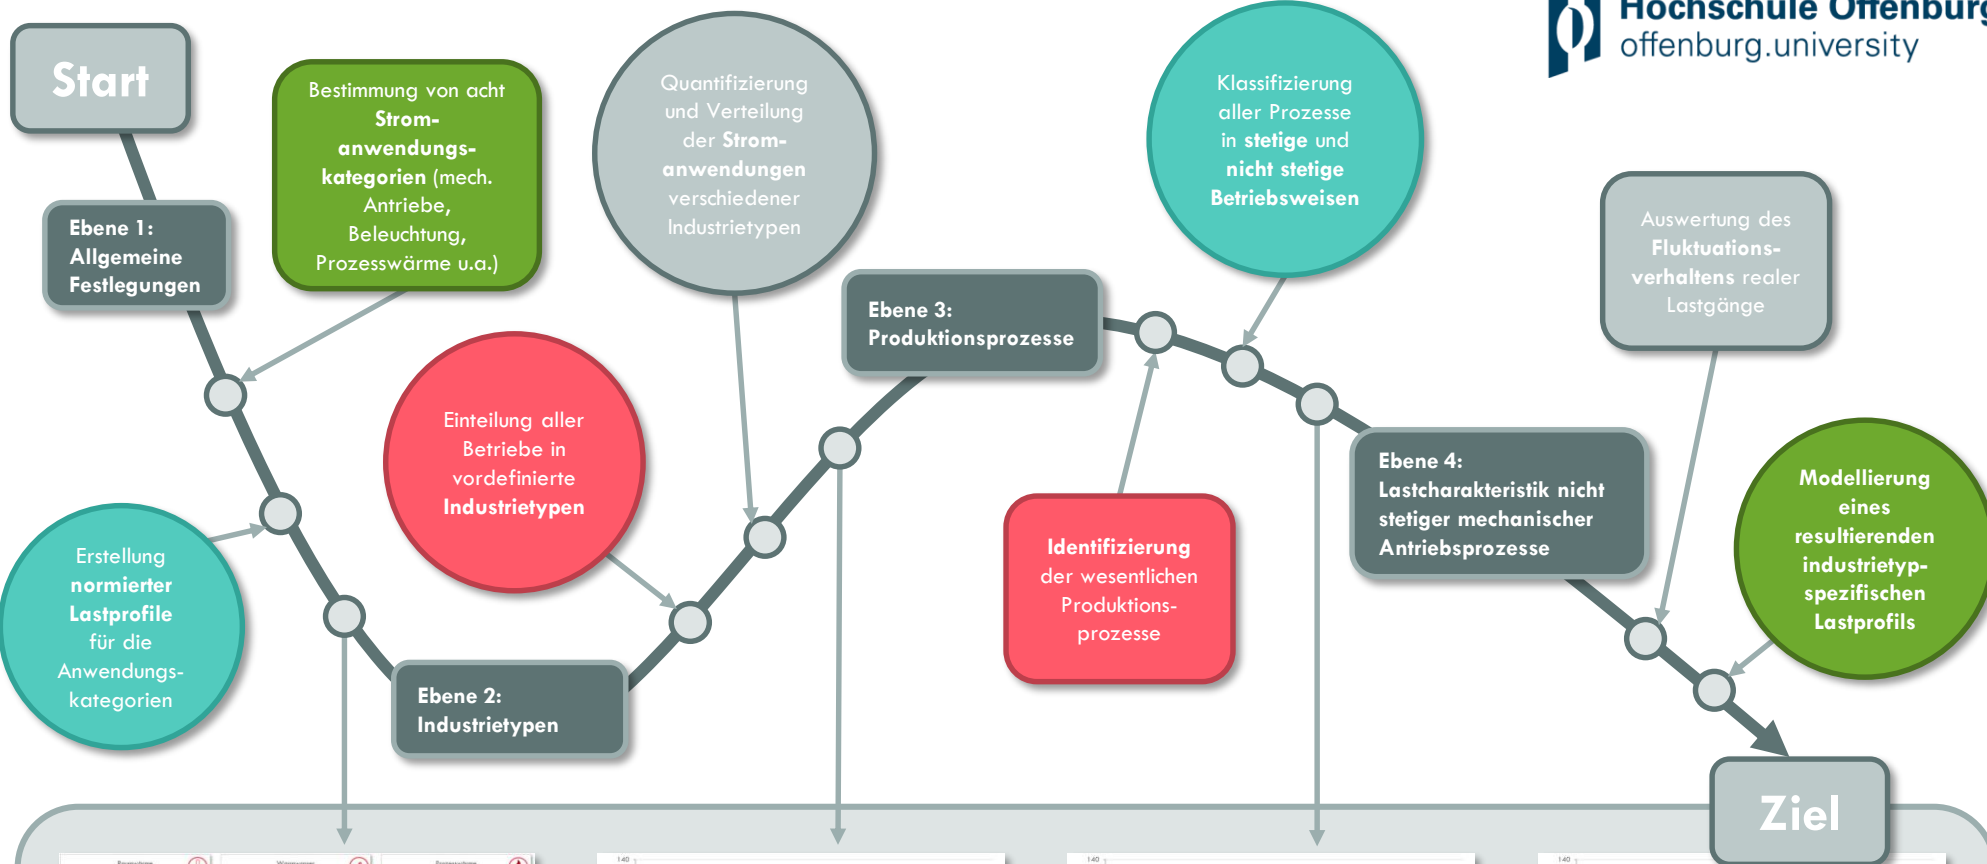 Hochschule Offenburg
offenburg.university
Start
Bestimmung von acht
Strom-
anwendungs-
kategorien (mech.
Antriebe,
Beleuchtung,
Prozesswärme u.a.)
Quantifizierung
und Verteilung
der Strom-
anwendungen
verschiedener
Industrietypen
Klassifizierung
aller Prozesse
in stetige und
nicht stetige
Betriebsweisen
Ebene 1:
Allgemeine
Festlegungen
Auswertung des
Fluktuations-
verhaltens realer
Lastgänge
Ebene 3:
Produktionsprozesse
Einteilung aller
Betriebe in
vordefinierte
Industrietypen
Ebene 4:
Lastcharakteristik nicht
stetiger mechanischer
Antriebsprozesse
Modellierung
eines
resultierenden
industrietyp-
spezifischen
Lastprofils
Identifizierung
der wesentlichen
Produktions-
prozesse
Erstellung
normierter
Lastprofile
für die
Anwendungs-
kategorien
Ebene 2:
Industrietypen
Ziel
140
140
140